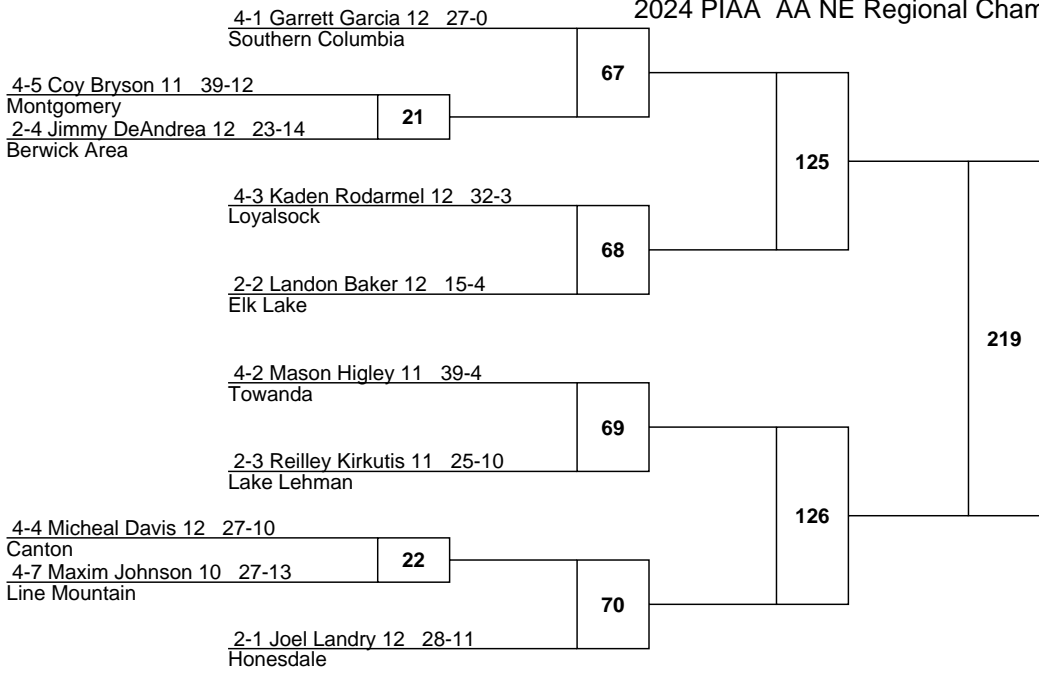 2024 PIAA AA NE Regional Cham
4-1 Garrett Garcia 12 27-0
Southern Columbia
67
4-5 Coy Bryson 11 39-12
Montgomery
21
2-4 Jimmy DeAndrea 12 23-14
Berwick Area
125
4-3 Kaden Rodarmel 12 32-3
Loyalsock
68
2-2 Landon Baker 12 15-4
Elk Lake
219
4-2 Mason Higley 11 39-4
Towanda
69
2-3 Reilley Kirkutis 11 25-10
Lake Lehman
126
4-4 Micheal Davis 12 27-10
Canton
22
4-7 Maxim Johnson 10 27-13
Line Mountain
70
2-1 Joel Landry 12 28-11
Honesdale